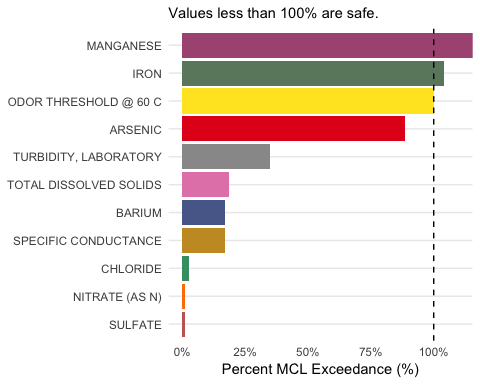 Values less than 100% are safe.
MANGANESE
IRON
ODOR THRESHOLD @ 60 C
ARSENIC
TURBIDITY, LABORATORY
TOTAL DISSOLVED SOLIDS
BARIUM
SPECIFIC CONDUCTANCE
CHLORIDE
NITRATE (AS N)
SULFATE
0% 25% 50% 75% 100%
Percent MCL Exceedance (%)